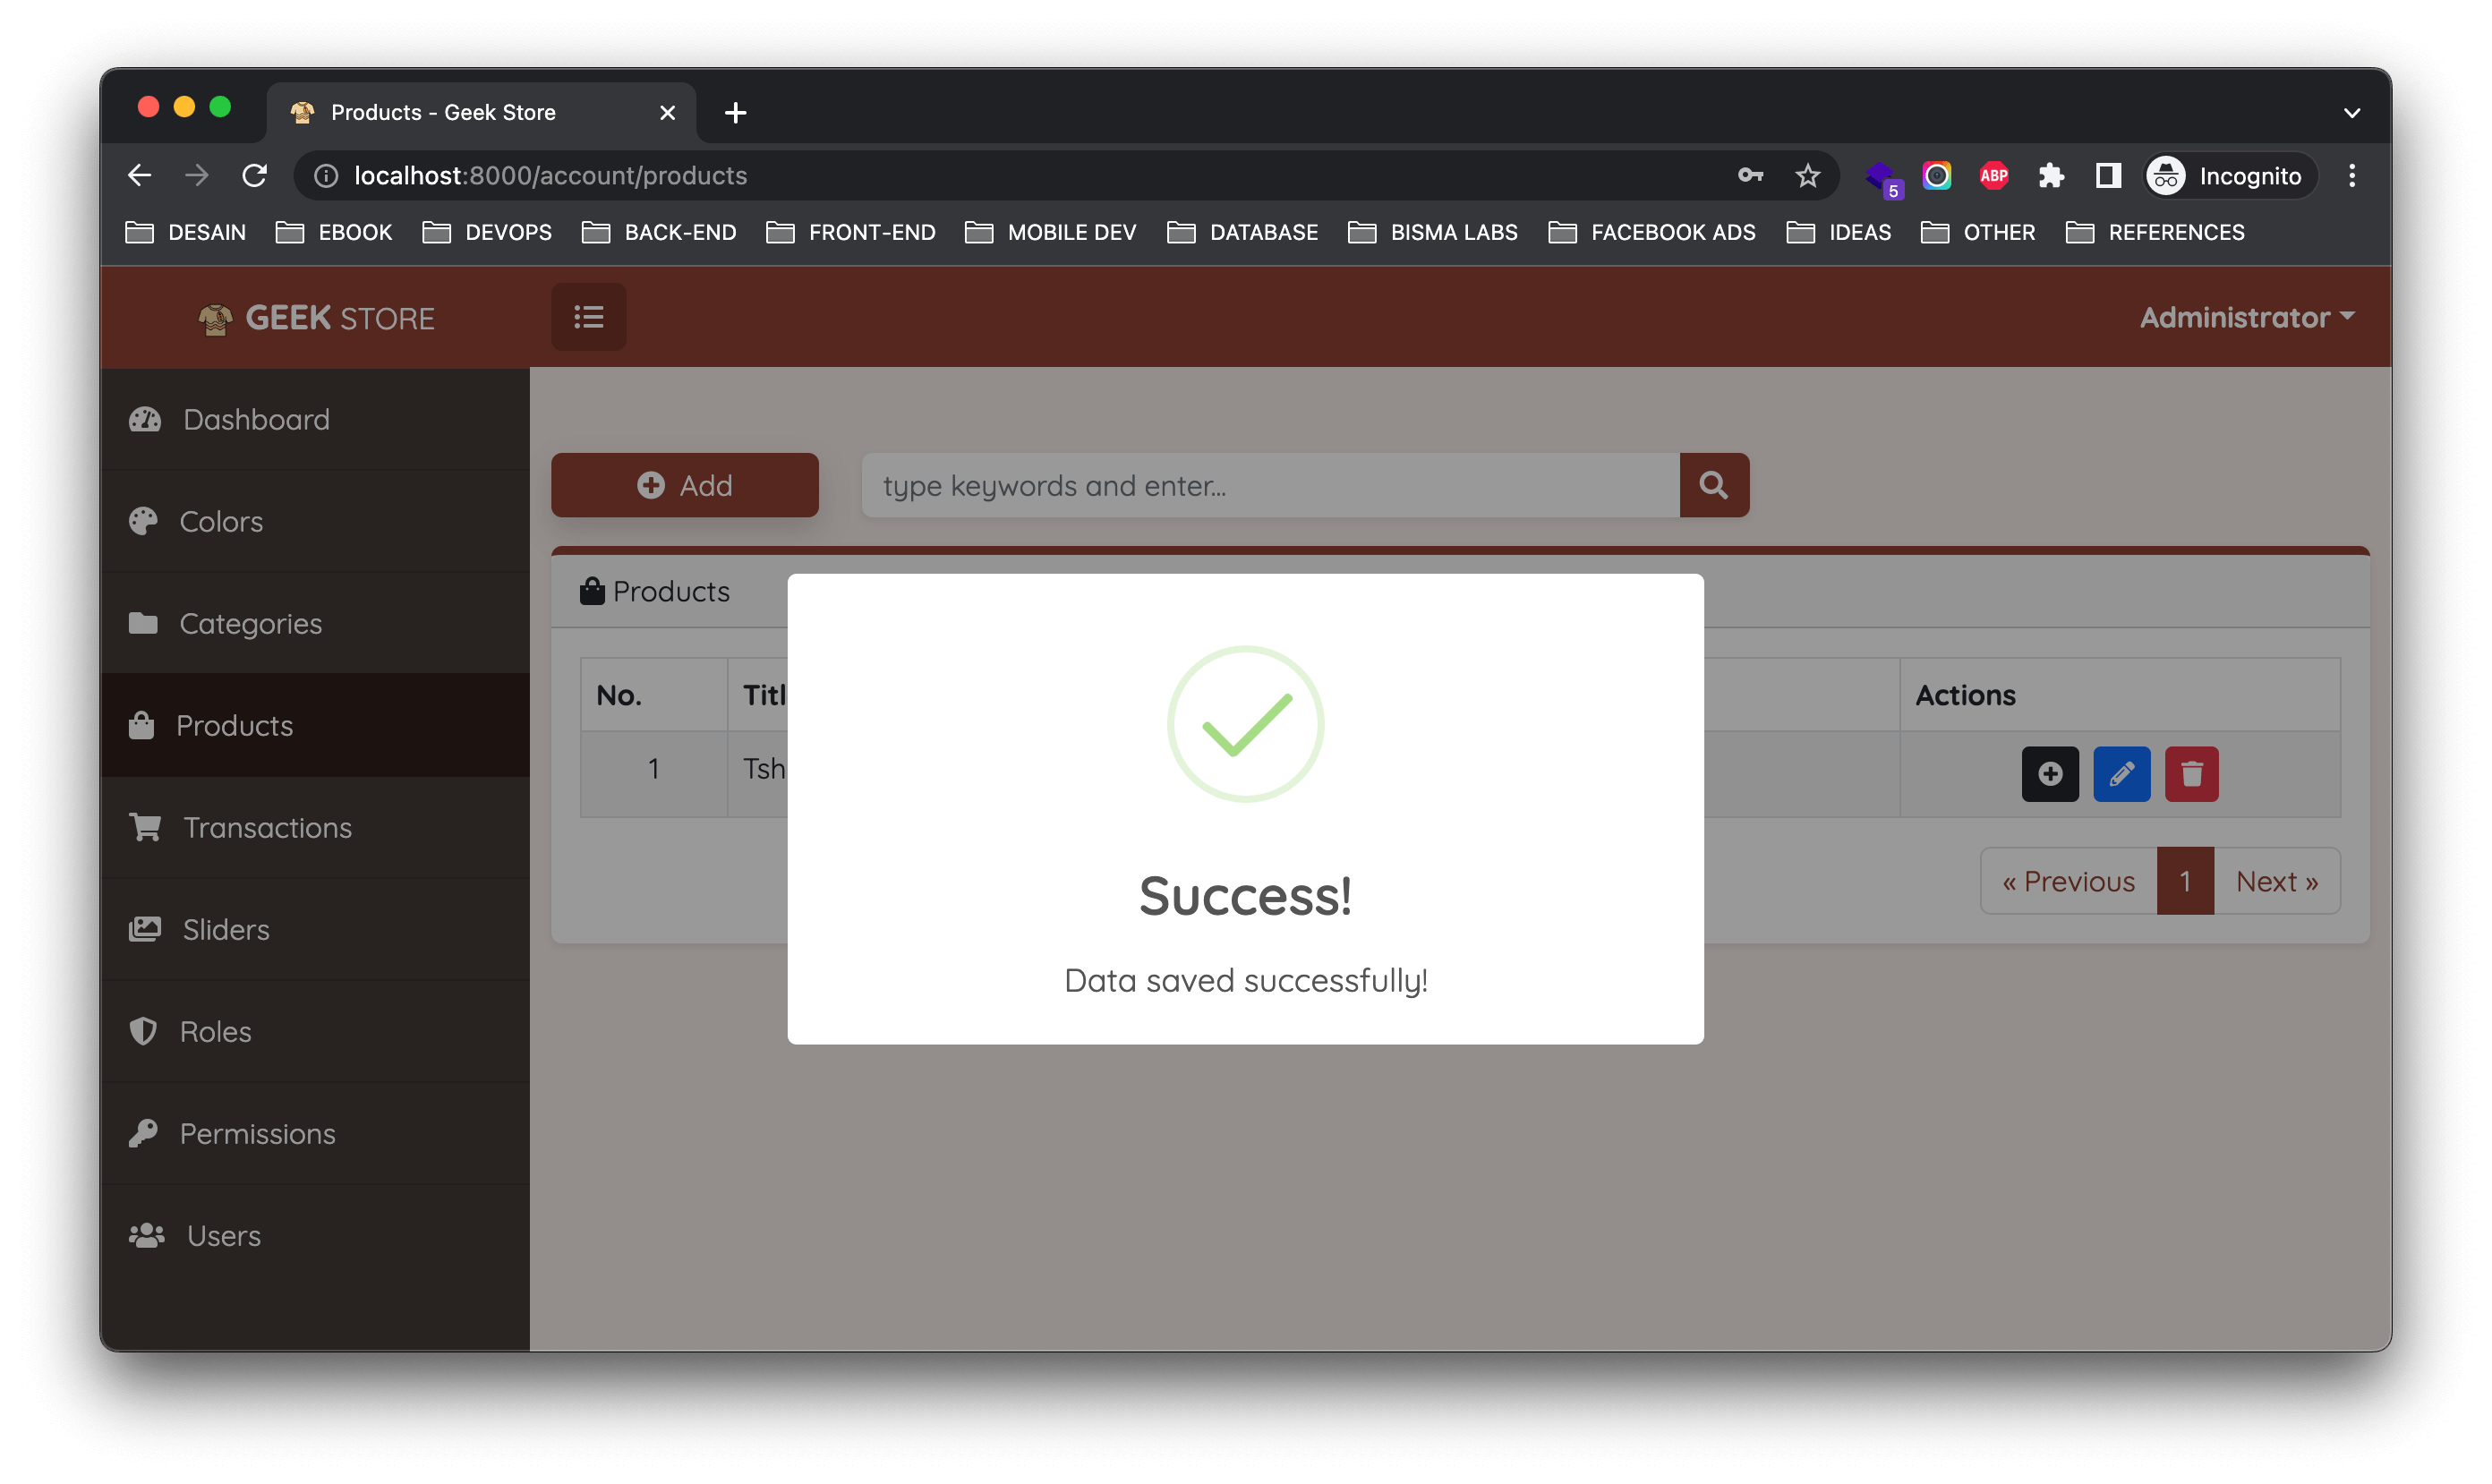 Products - Geek Store
localhost:8000/account/products
5
ABP
Incognito
DESAIN
EBOOK
DEVOPS
BACK-END
FRONT-END
MOBILE DEV
DATABASE
BISMA LABS
FACEBOOK ADS
IDEAS
OTHER
REFERENCES
GEEK STORE
Administrator
Dashboard
Colors
Categories
Products
Transactions
Sliders
Roles
Permissions
Users
Add
type keywords and enter...
Products
No.
Actions
1
« Previous
1
Next »
Success!
Data saved successfully!